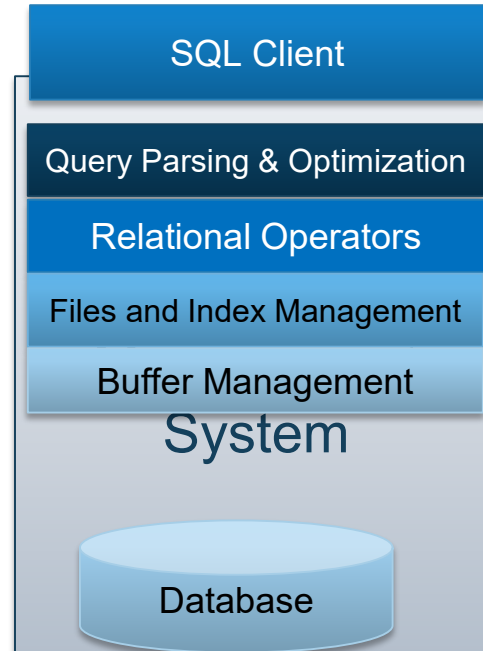 SQL Client
Query Parsing & Optimization
Relational Operators
Files and Index Management
Buffer Management
System
Database